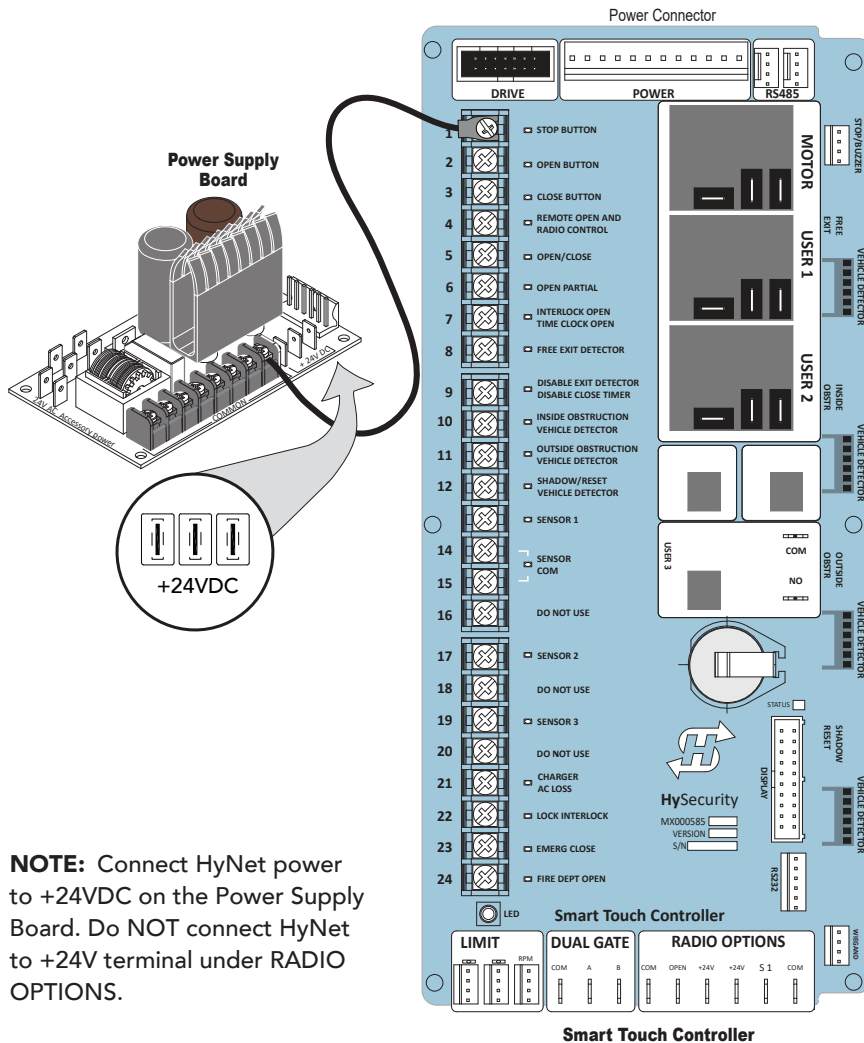 Power Connector
DRIVE
POWER
RS485
1
STOP BUTTON
2
OPEN BUTTON
3
CLOSE BUTTON
4
REMOTE OPEN AND
RADIO CONTROL
5
OPEN/CLOSE
6
OPEN PARTIAL
7
INTERLOCK OPEN
TIME CLOCK OPEN
8
FREE EXIT DETECTOR
9
DISABLE EXIT DETECTOR
DISABLE CLOSE TIMER
10
INSIDE OBSTRUCTION
VEHICLE DETECTOR
11
OUTSIDE OBSTRUCTION
VEHICLE DETECTOR
12
SHADOW/RESET
VEHICLE DETECTOR
SENSOR 1
14
SENSOR
COM
15
16
DO NOT USE
17
SENSOR 2
18
DO NOT USE
19
SENSOR 3
20
DO NOT USE
21
CHARGER
AC LOSS
22
LOCK INTERLOCK
23
EMERG CLOSE
24
FIRE DEPT OPEN
LED
MOTOR
USER 1
USER 2
USER 3
COM
NO
STOP/BUZZER
FREE
EXIT
VEHICLE DETECTOR
INSIDE
OBSTR
VEHICLE DETECTOR
OUTSIDE
OBSTR
VEHICLE DETECTOR
STATUS
SHADOW
RESET
VEHICLE DETECTOR
DISPLAY
HySecurity
MX000585
VERSION
S/N
RS232
WIEGAND
Smart Touch Controller
LIMIT
RPM
DUAL GATE
COM
A
B
RADIO OPTIONS
COM
OPEN
+24V
+24V
S 1
COM
Smart Touch Controller
Power Supply
Board
24V AC Accessory power
COMMON
+ 24V DC
+24VDC
NOTE: Connect HyNet power
to +24VDC on the Power Supply
Board. Do NOT connect HyNet
to +24V terminal under RADIO
OPTIONS.